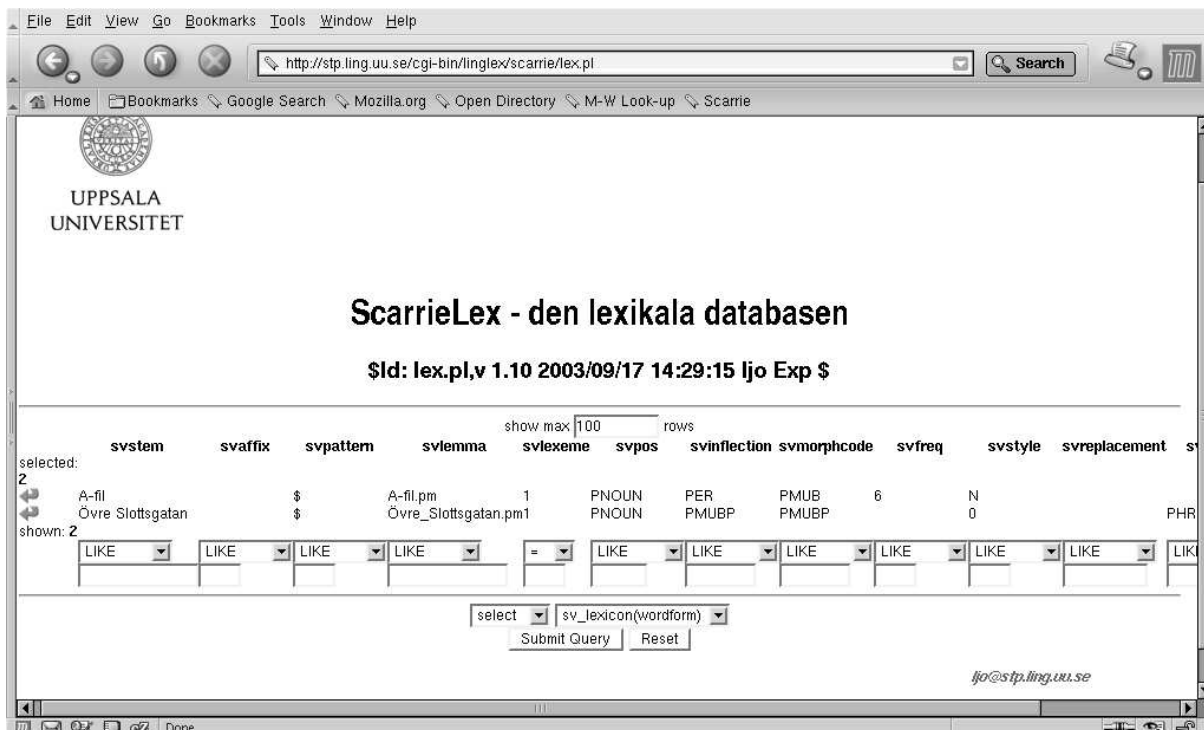 File Edit View Go Bookmarks Tools Window Help
http://stp.ling.uu.se/cgi-bin/linglex/scarrie/lex.pl Search
Home Bookmarks Google Search Mozilla.org Open Directory M-W Look-up Scarrie
UPPSALA
UNIVERSITET
ScarrieLex - den lexikala databasen
$Id: lex.pl,v 1.10 2003/09/17 14:29:15 ljo Exp $
show max 100 rows
svstem svaffix svpattern svlemma svlexeme svpos svinflection svmorphcode svfreq svstyle svreplacement
selected:
2
A-fil $ A-fil.pm 1 PNOUN PER PMUB 6 N
Övre Slottsgatan $ Övre_Slottsgatan.pm1 PNOUN PMUBP PMUBP 0 PHR
shown: 2
LIKE LIKE LIKE LIKE = LIKE LIKE LIKE LIKE LIKE LIKE LIK
select sv_lexicon(wordform)
Submit Query Reset
ljo@stp.ling.uu.se
Done